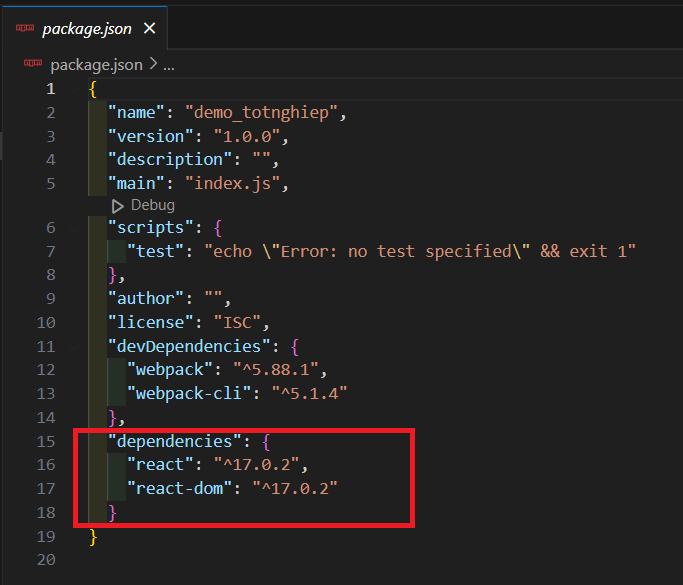 package.json ×
package.json > ...
1 {
2 "name": "demo_totnghiep",
3 "version": "1.0.0",
4 "description": "",
5 "main": "index.js",
Debug
6 "scripts": {
7 "test": "echo \"Error: no test specified\" && exit 1"
8 },
9 "author": "",
10 "license": "ISC",
11 "devDependencies": {
12 "webpack": "^5.88.1",
13 "webpack-cli": "^5.1.4"
14 },
15 "dependencies": {
16 "react": "^17.0.2",
17 "react-dom": "^17.0.2"
18 }
19 }
20